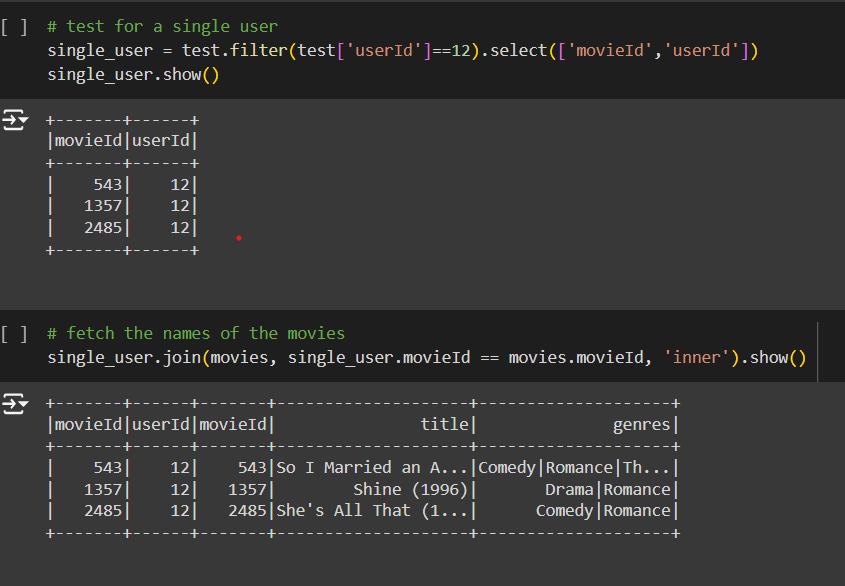 [ ] # test for a single user
single_user = test.filter(test['userId']==12).select(['movieId','userId'])
single_user.show()
+-------+------+
|movieId|userId|
+-------+------+
|    543|    12|
|   1357|    12|
|   2485|    12|
+-------+------+
[ ] # fetch the names of the movies
single_user.join(movies, single_user.movieId == movies.movieId, 'inner').show()
+-------+------+-------+--------------------+--------------------+
|movieId|userId|movieId|               title|              genres|
+-------+------+-------+--------------------+--------------------+
|    543|    12|    543|So I Married an A...|Comedy|Romance|Th...|
|   1357|    12|   1357|        Shine (1996)|       Drama|Romance|
|   2485|    12|   2485|She's All That (1...|      Comedy|Romance|
+-------+------+-------+--------------------+--------------------+